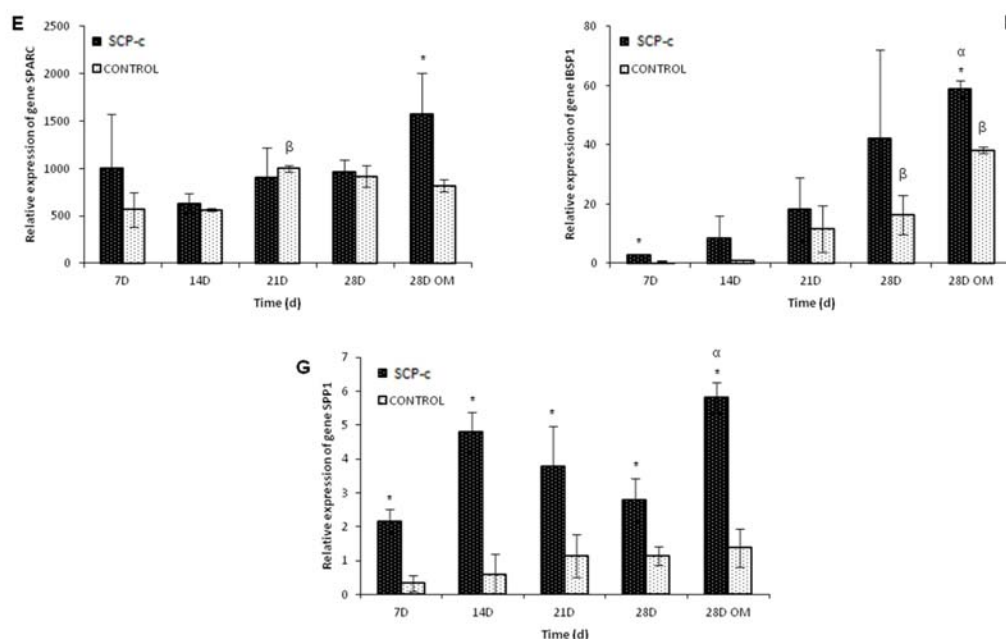 E
Relative expression of gene SPARC
2500
2000
1500
1000
500
0
SCP-c
CONTROL
β
*
7D 14D 21D 28D 28D OM
Time (d)
Relative expression of gene IBSP1
80
60
40
20
0
SCP-c
CONTROL
*
β
α
*
β
7D 14D 21D 28D 28D OM
Time (d)
G
Relative expression of gene SPP1
7
6
5
4
3
2
1
0
SCP-c
CONTROL
*
*
*
*
α
*
7D 14D 21D 28D 28D OM
Time (d)